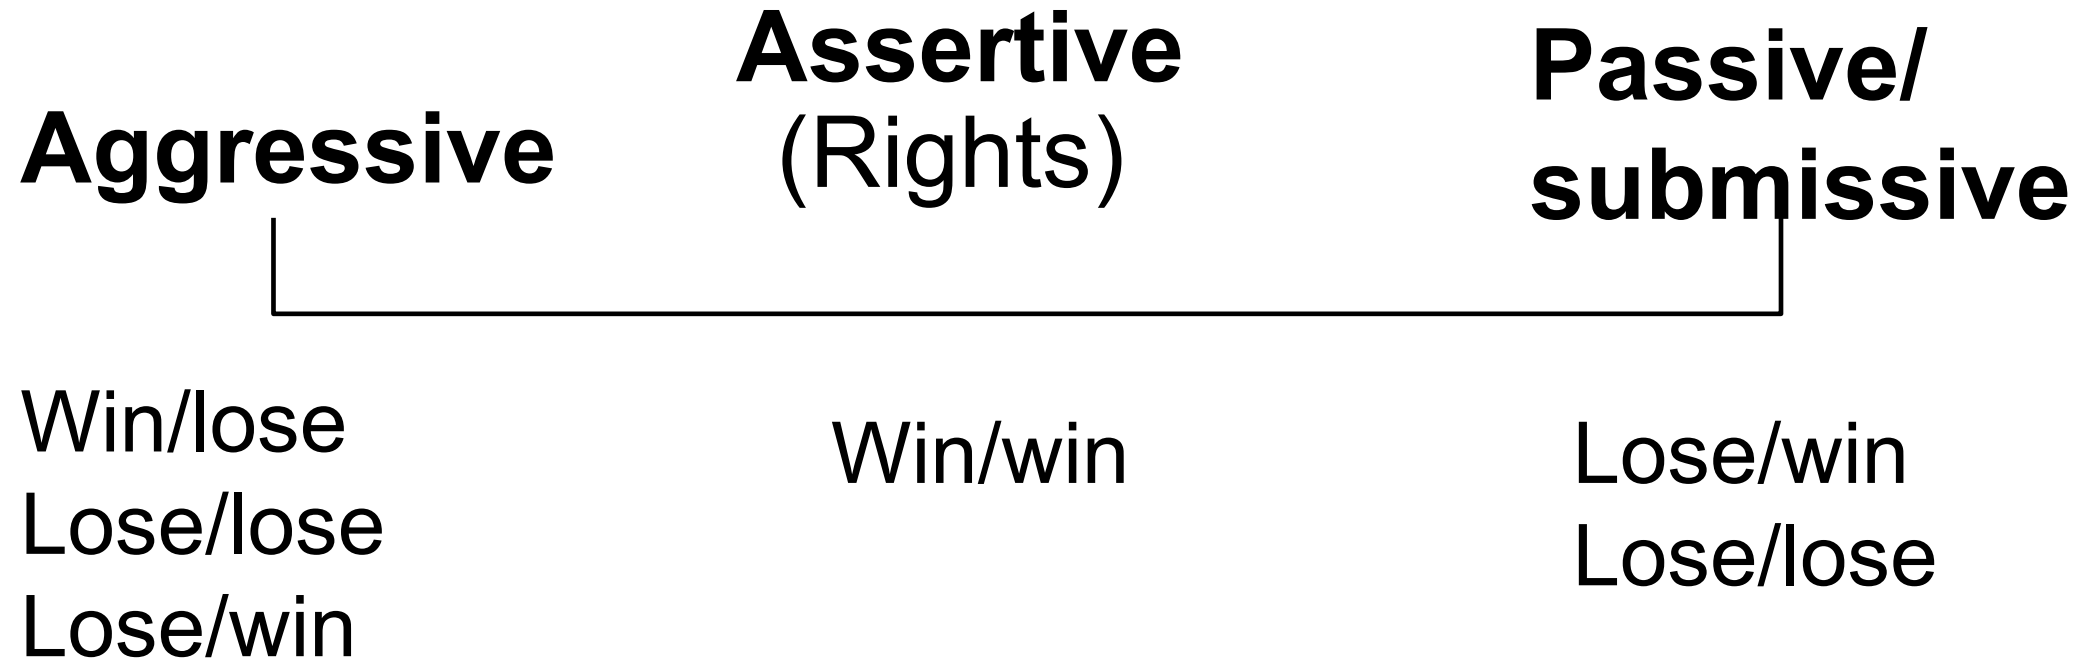 Aggressive
Assertive
(Rights)
Passive/
submissive
Win/lose
Lose/lose
Lose/win
Win/win
Lose/win
Lose/lose